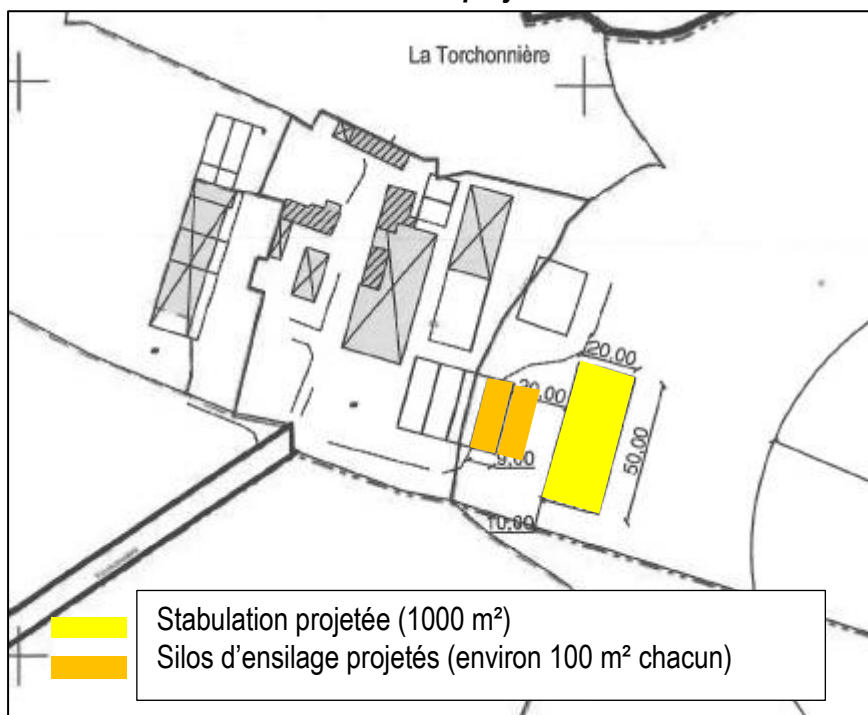 La Torchonnière
20,00
20,00
50,00
9,00
10,00
Stabulation projetée (1000 m²)
Silos d'ensilage projetés (environ 100 m² chacun)